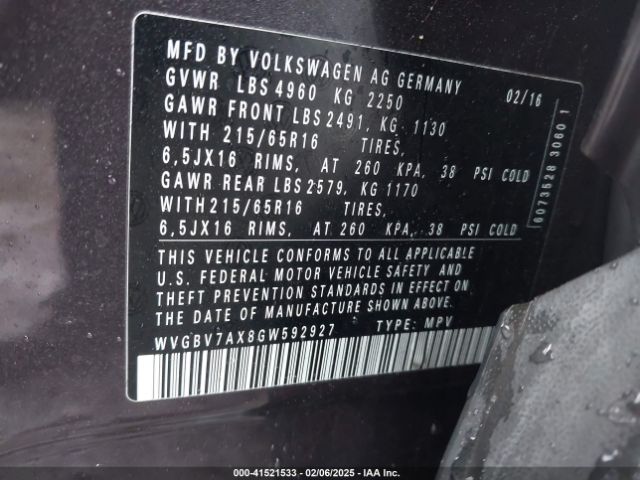 MFD BY VOLKSWAGEN AG GERMANY
GVWR LBS 4960 KG 2250 02/16
GAWR FRONT LBS 2491, KG 1130
WITH 215/65R16 TIRES,
6,5JX16 RIMS, AT 260 KPA, 38 PSI COLD
GAWR REAR LBS 2579, KG 1170
WITH 215/65R16 TIRES,
6,5JX16 RIMS, AT 260 KPA, 38 PSI COLD
THIS VEHICLE CONFORMS TO ALL APPLICABLE
U.S. FEDERAL MOTOR VEHICLE SAFETY AND
THEFT PREVENTION STANDARDS IN EFFECT ON
THE DATE OF MANUFACTURE SHOWN ABOVE.
WVGBV7AX8GW592927 TYPE: MPV
6073528 3060 1
000-41521533 - 02/06/2025 - IAA Inc.